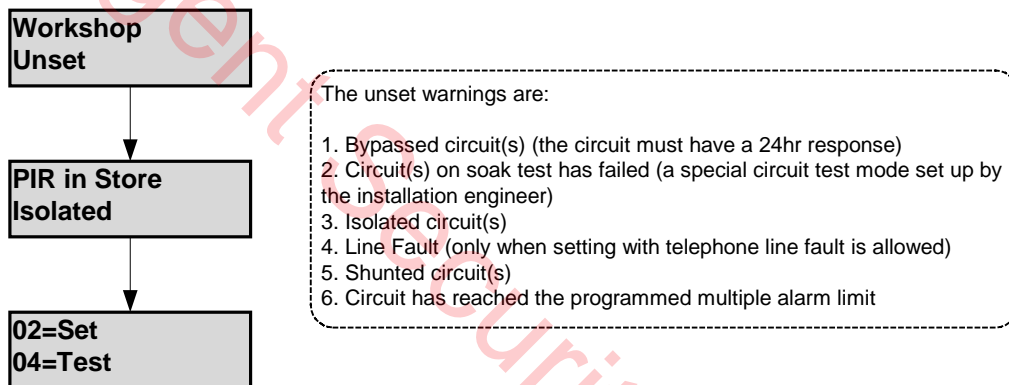 Workshop
Unset
PIR in Store
Isolated
02=Set
04=Test
The unset warnings are:
1. Bypassed circuit(s) (the circuit must have a 24hr response)
2. Circuit(s) on soak test has failed (a special circuit test mode set up by
the installation engineer)
3. Isolated circuit(s)
4. Line Fault (only when setting with telephone line fault is allowed)
5. Shunted circuit(s)
6. Circuit has reached the programmed multiple alarm limit